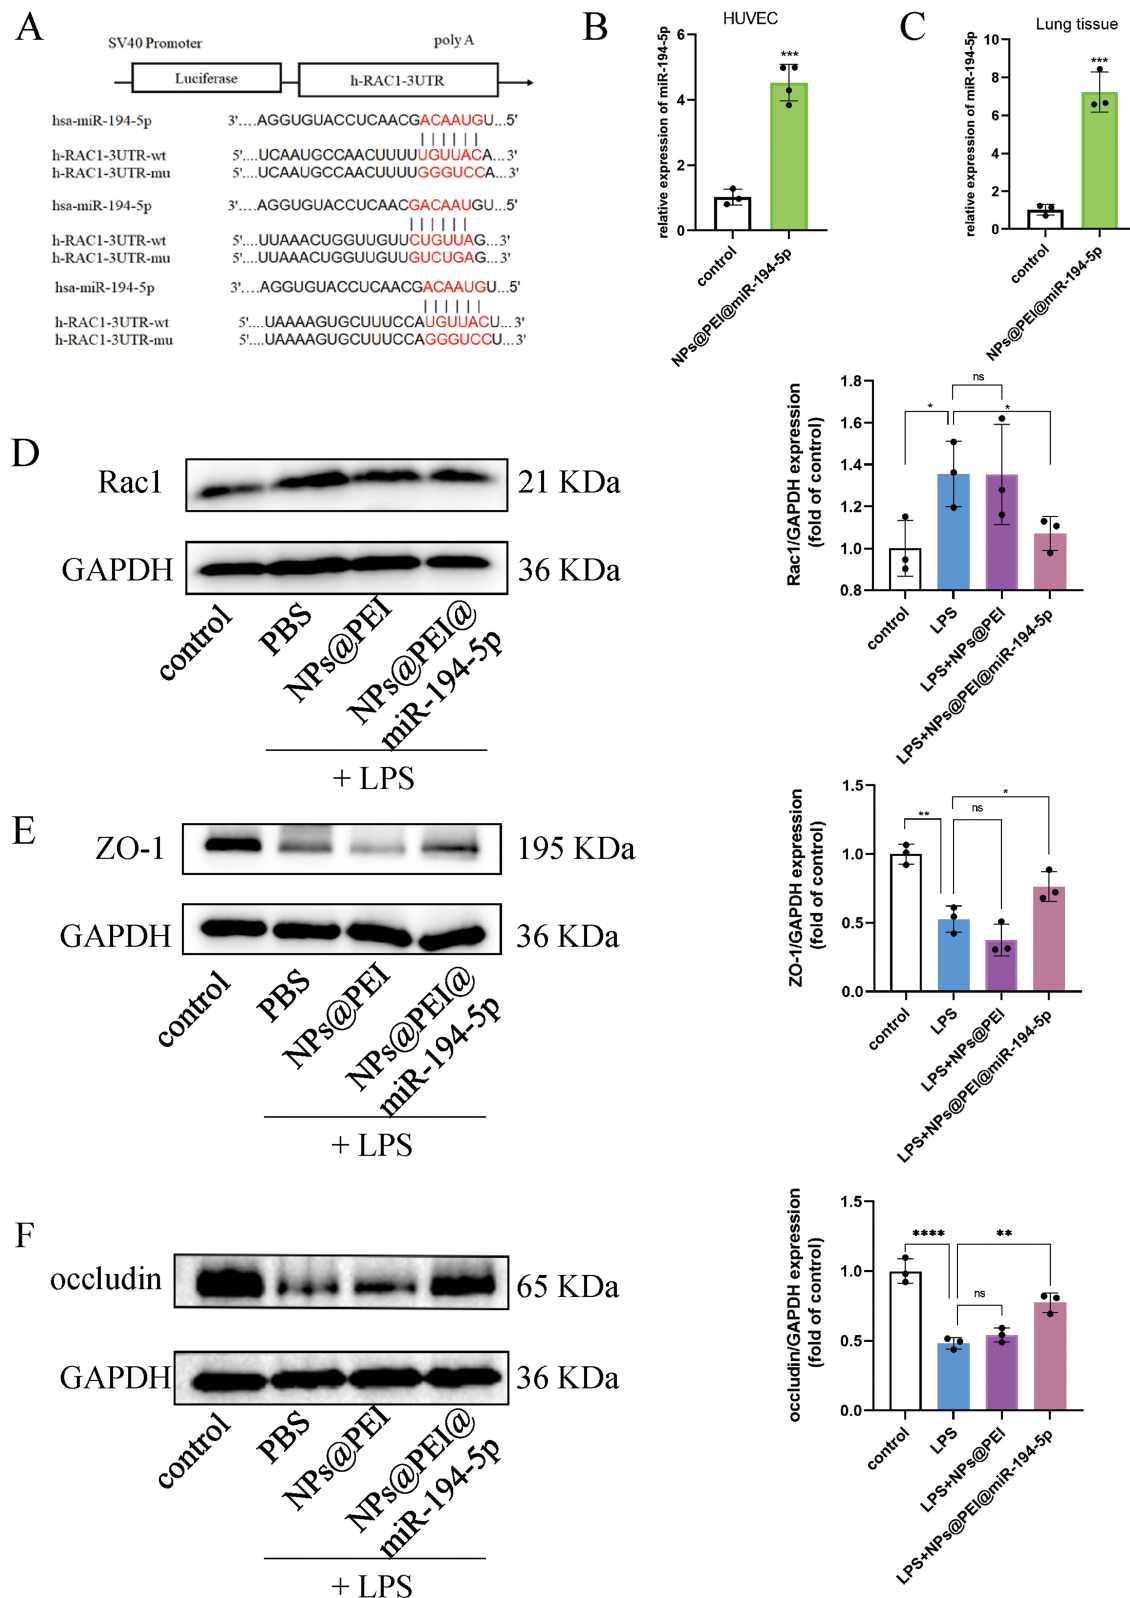 A
SV40 Promoter poly A
Luciferase h-RAC1-3UTR
hsa-miR-194-5p 3'....AGGUGUACCUCAACGACAAUGU...5'
h-RAC1-3UTR-wt 5'....UCAAUGCCAACUUUUUGUUACA...3'
h-RAC1-3UTR-mu 5'....UCAAUGCCAACUUUUGGGUCCA...3'
hsa-miR-194-5p 3'....AGGUGUACCUCAACGACAAUGU...5'
h-RAC1-3UTR-wt 5'....UUAAACUGGUUGUUCUGUUAG...3'
h-RAC1-3UTR-mu 5'....UUAAACUGGUUGUUGUCUGAG...3'
hsa-miR-194-5p 3'....AGGUGUACCUCAACGACAAUGU...5'
h-RAC1-3UTR-wt 5'....UAAAAGUGCUUUCCAUGUUACU...3'
h-RAC1-3UTR-mu 5'....UAAAAGUGCUUUCCAGGGUCCU...3'
B
HUVEC
relative expression of miR-194-5p
6
4
2
0
***
control
NPs@PEI@miR-194-5p
C
Lung tissue
relative expression of miR-194-5p
10
8
6
4
2
0
***
control
NPs@PEI@miR-194-5p
D
Rac1 21 KDa
GAPDH 36 KDa
control
PBS
NPs@PEI
NPs@PEI@
miR-194-5p
+ LPS
Rac1/GAPDH expression
(fold of control)
1.8
1.6
1.4
1.2
1.0
0.8
*
ns
*
control
LPS
LPS+NPs@PEI
LPS+NPs@PEI@miR-194-5p
E
ZO-1 195 KDa
GAPDH 36 KDa
control
PBS
NPs@PEI
NPs@PEI@
miR-194-5p
+ LPS
ZO-1/GAPDH expression
(fold of control)
1.5
1.0
0.5
0.0
**
ns
*
control
LPS
LPS+NPs@PEI
LPS+NPs@PEI@miR-194-5p
F
occludin 65 KDa
GAPDH 36 KDa
control
PBS
NPs@PEI
NPs@PEI@
miR-194-5p
+ LPS
occludin/GAPDH expression
(fold of control)
1.5
1.0
0.5
0.0
****
**
ns
control
LPS
LPS+NPs@PEI
LPS+NPs@PEI@miR-194-5p